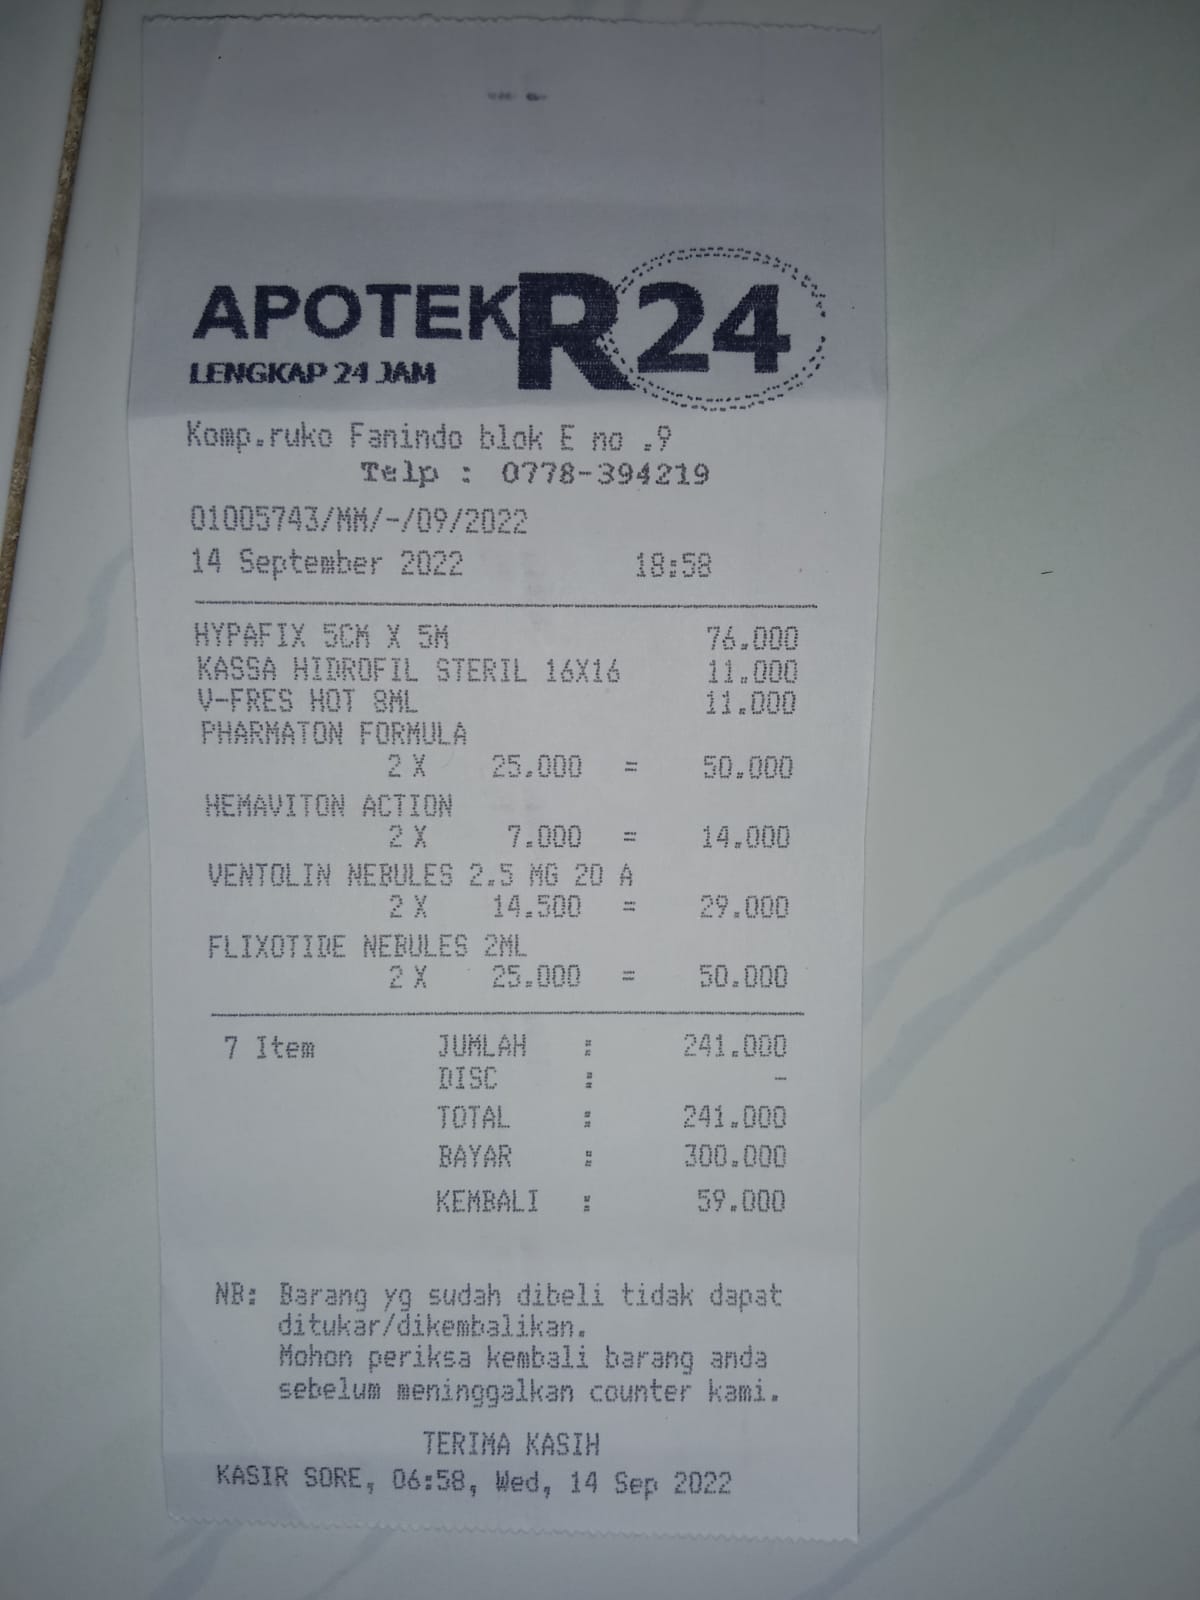 APOTEK R24
LENGKAP 24 JAM
Komp.ruko Fanindo blok E no .9
Telp : 0778-394219
01005743/MM/-/09/2022
14 September 2022 18:58
HYPAFIX 5CM X 5M 76.000
KASSA HIDROFIL STERIL 16X16 11.000
V-FRES HOT 8ML 11.000
PHARMATON FORMULA
2 X 25.000 = 50.000
HEMAVITON ACTION
2 X 7.000 = 14.000
VENTOLIN NEBULES 2.5 MG 20 A
2 X 14.500 = 29.000
FLIXOTIDE NEBULES 2ML
2 X 25.000 = 50.000
7 Item JUMLAH : 241.000
DISC : -
TOTAL : 241.000
BAYAR : 300.000
KEMBALI : 59.000
NB: Barang yg sudah dibeli tidak dapat
ditukar/dikembalikan.
Mohon periksa kembali barang anda
sebelum meninggalkan counter kami.
TERIMA KASIH
KASIR SORE, 06:58, Wed, 14 Sep 2022